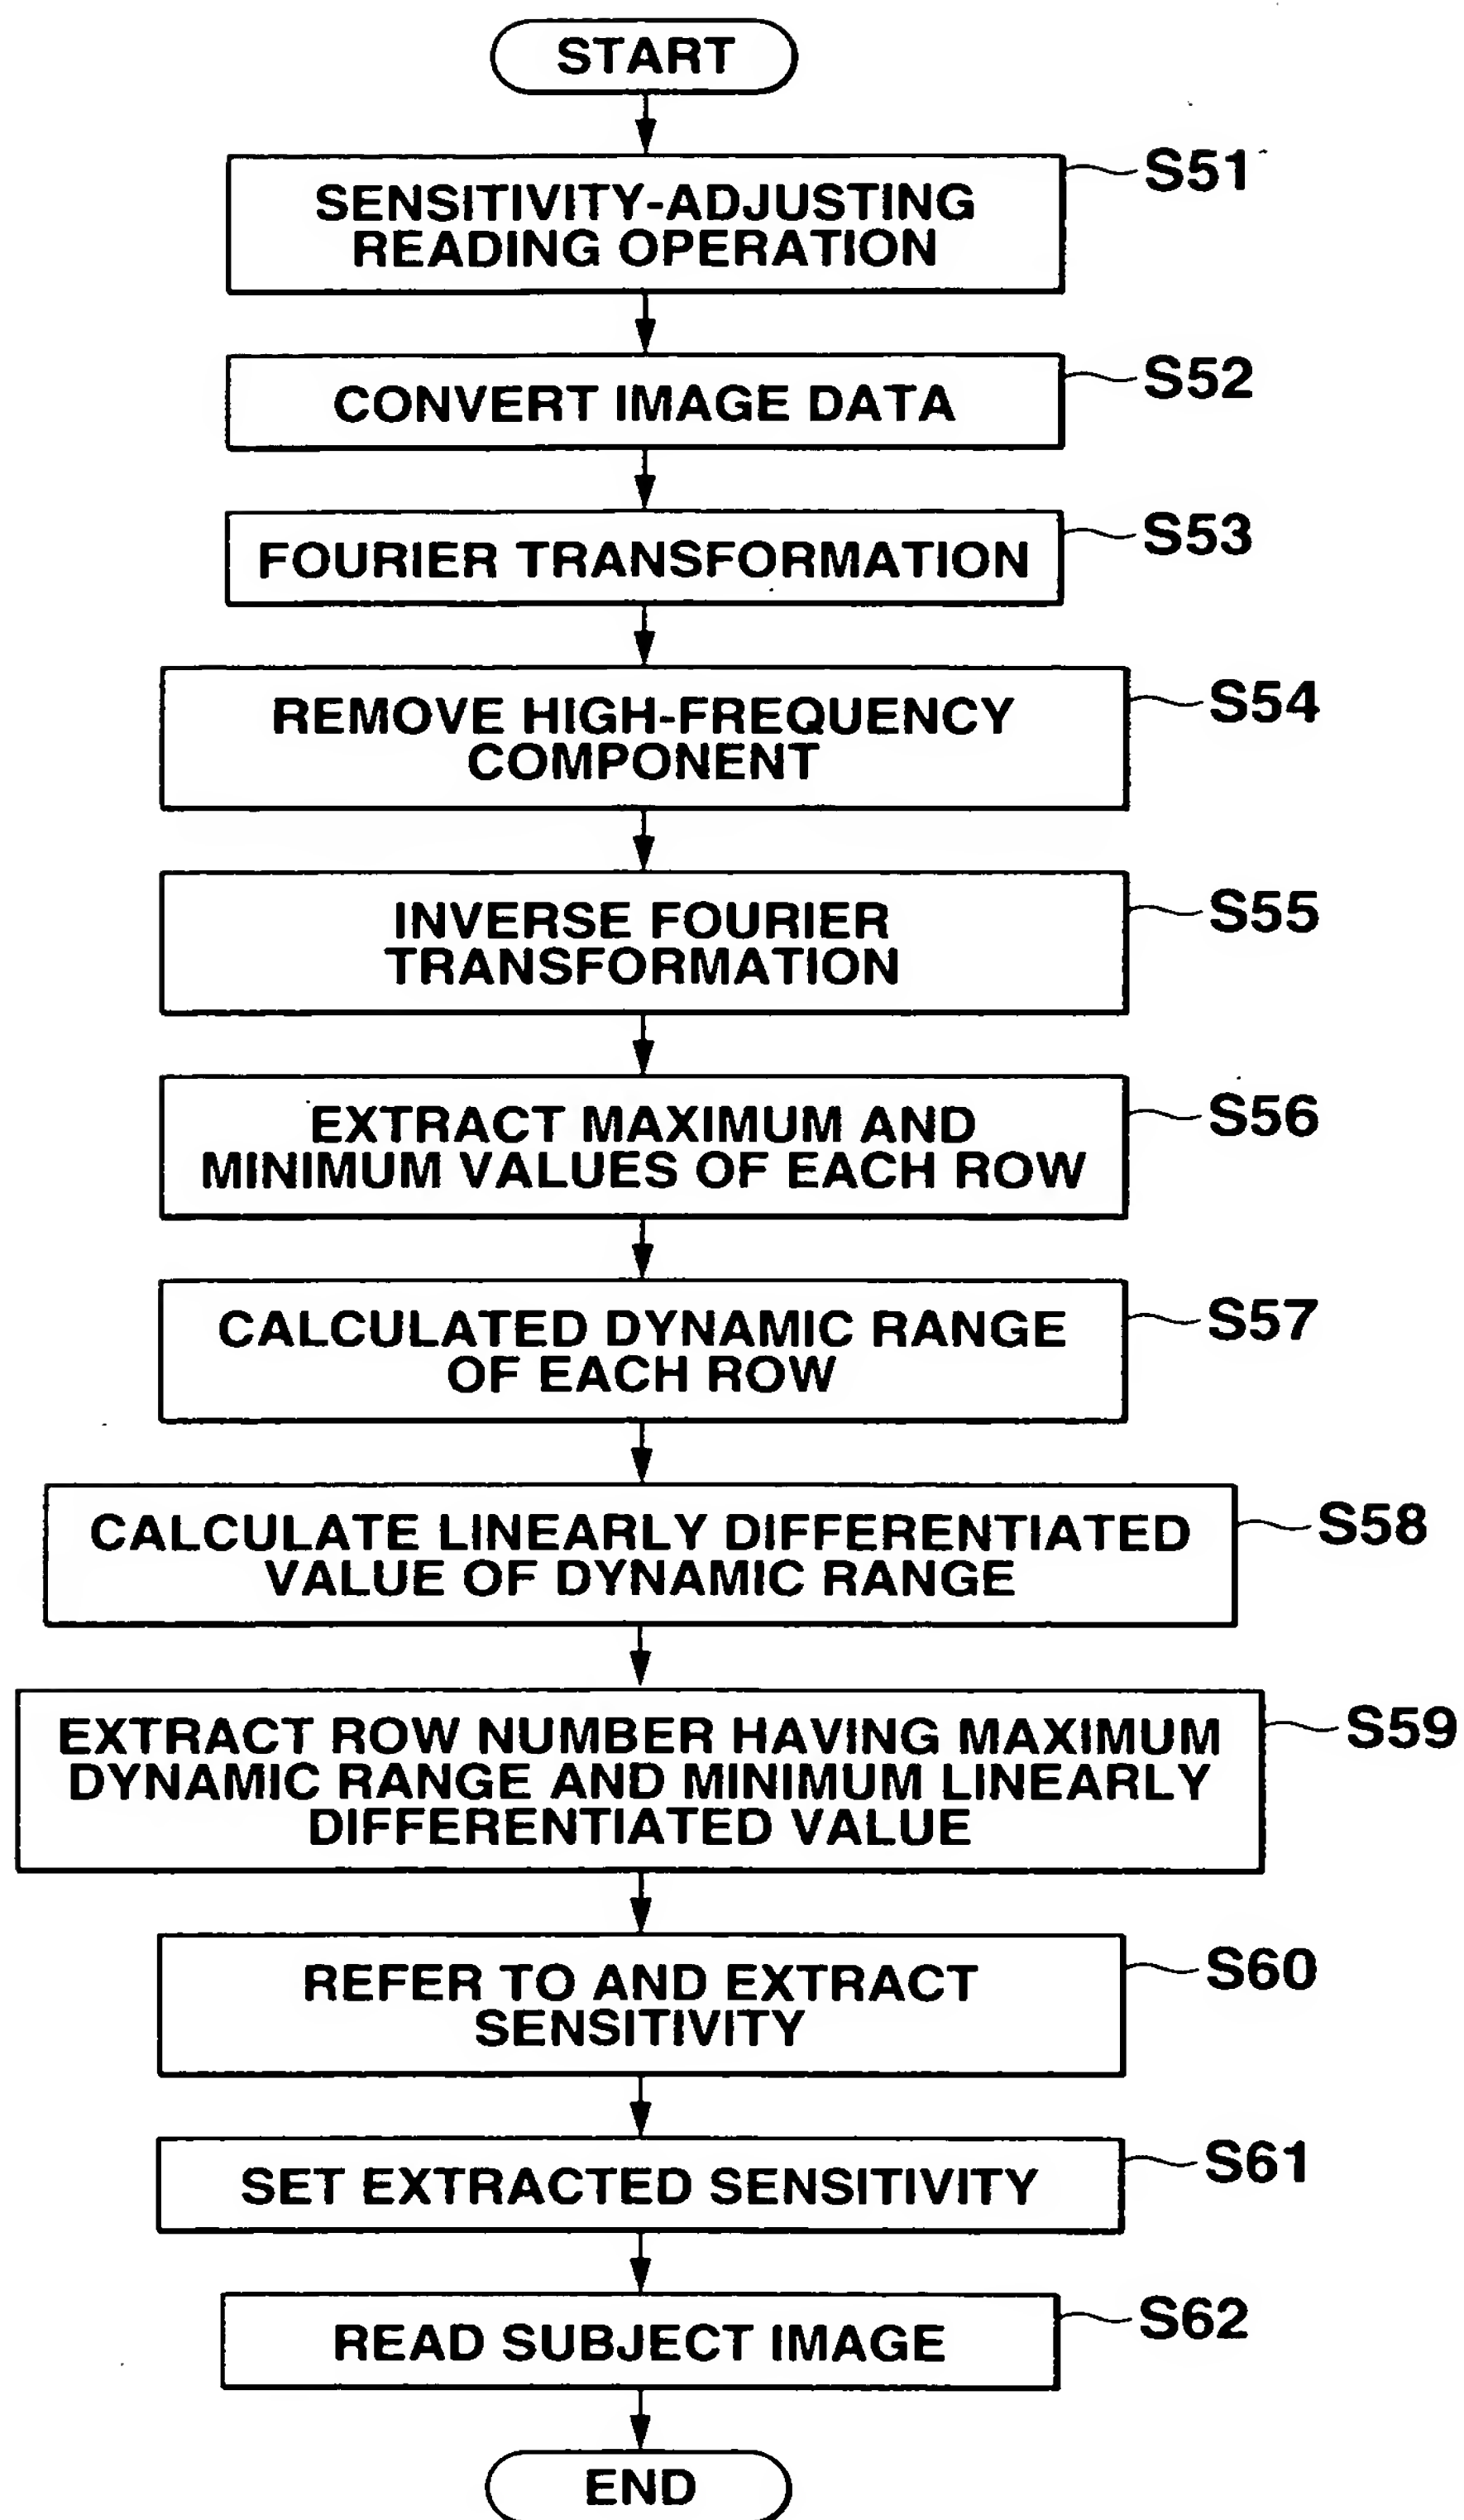 START
S51
SENSITIVITY-ADJUSTING
READING OPERATION
S52
CONVERT IMAGE DATA
S53
FOURIER TRANSFORMATION
S54
REMOVE HIGH-FREQUENCY
COMPONENT
S55
INVERSE FOURIER
TRANSFORMATION
S56
EXTRACT MAXIMUM AND
MINIMUM VALUES OF EACH ROW
S57
CALCULATED DYNAMIC RANGE
OF EACH ROW
S58
CALCULATE LINEARLY DIFFERENTIATED
VALUE OF DYNAMIC RANGE
S59
EXTRACT ROW NUMBER HAVING MAXIMUM
DYNAMIC RANGE AND MINIMUM LINEARLY
DIFFERENTIATED VALUE
S60
REFER TO AND EXTRACT
SENSITIVITY
S61
SET EXTRACTED SENSITIVITY
S62
READ SUBJECT IMAGE
END